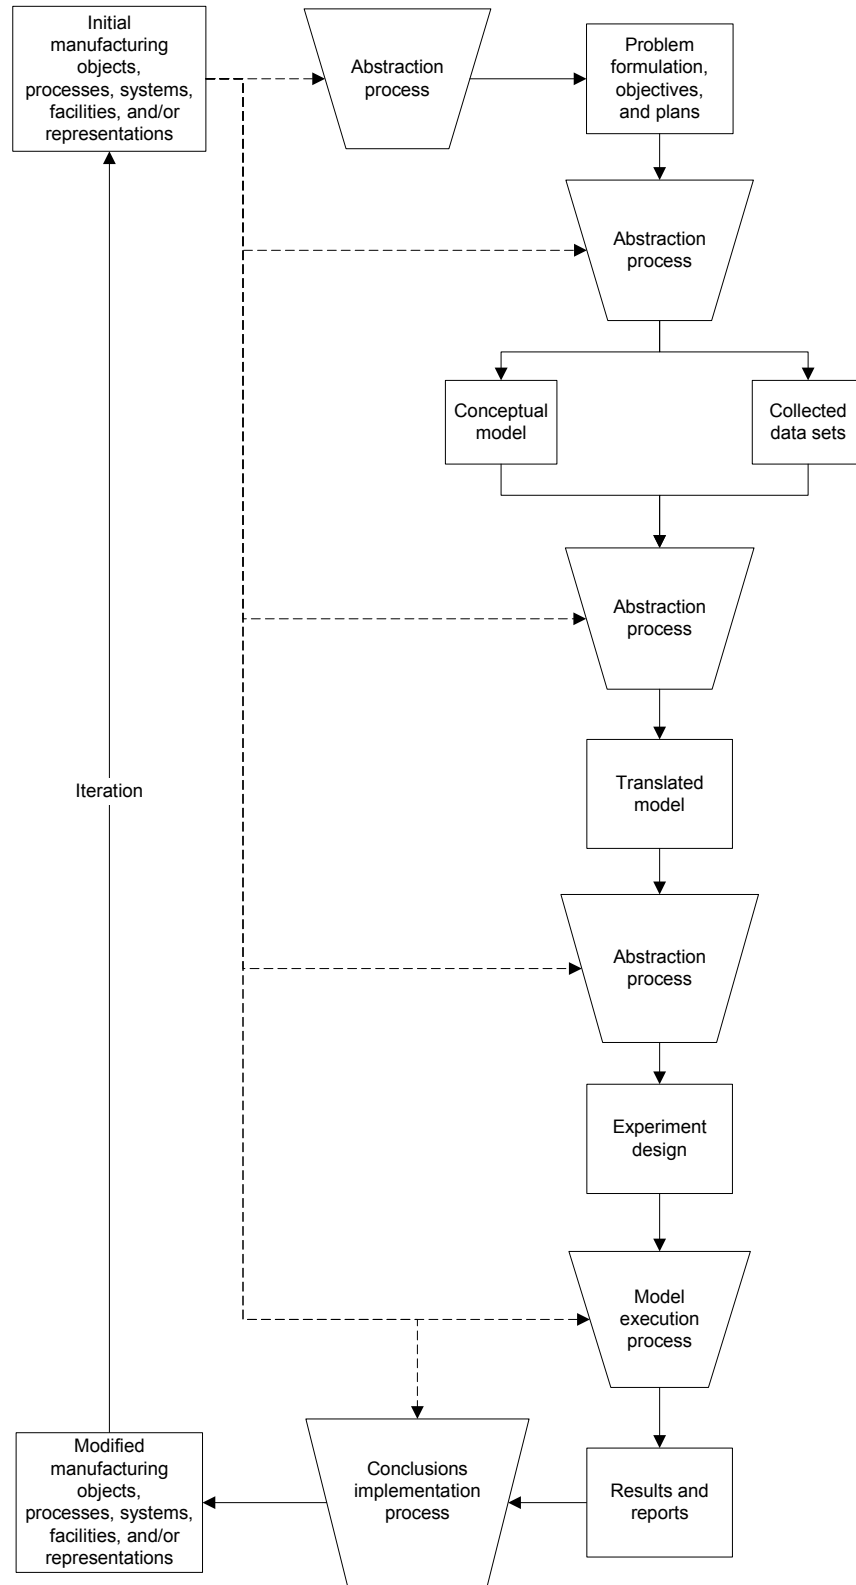 Initial
manufacturing
objects,
processes, systems,
facilities, and/or
representations
Abstraction
process
Problem
formulation,
objectives,
and plans
Abstraction
process
Conceptual
model
Collected
data sets
Abstraction
process
Translated
model
Iteration
Abstraction
process
Experiment
design
Model
execution
process
Results and
reports
Conclusions
implementation
process
Modified
manufacturing
objects,
processes, systems,
facilities, and/or
representations